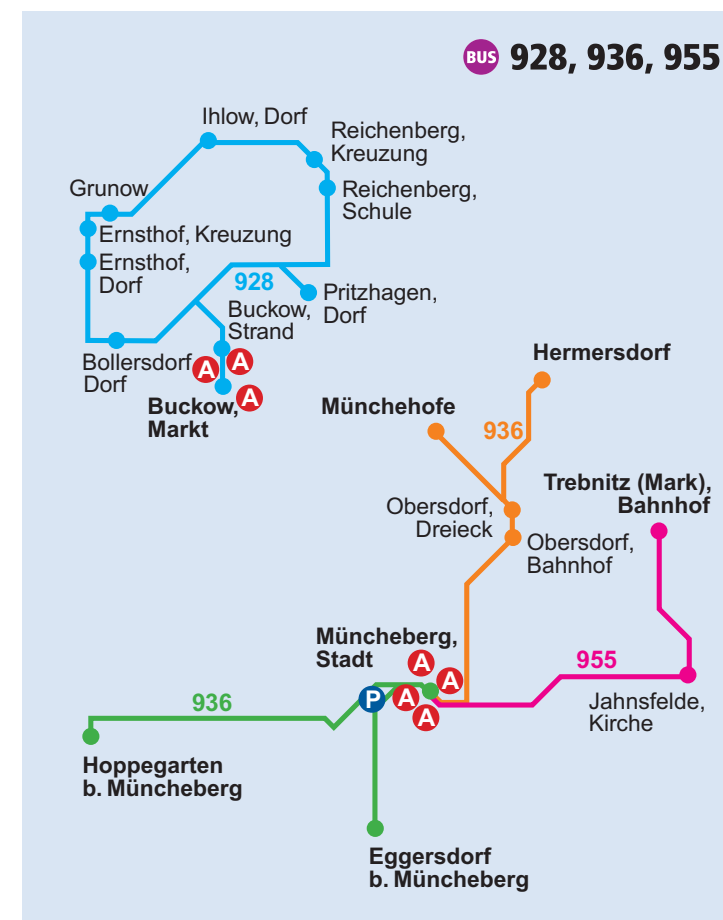 BUS 928, 936, 955
Ihlow, Dorf
Reichenberg,
Kreuzung
Grunow
Reichenberg,
Schule
Ernsthof, Kreuzung
Ernsthof,
Dorf
928
Pritzhagen,
Dorf
Buckow,
Strand
Bollersdorf
Dorf
A
A
A
Buckow,
Markt
Hermersdorf
Münchehofe
936
Trebnitz (Mark),
Bahnhof
Obersdorf,
Dreieck
Obersdorf,
Bahnhof
Müncheberg,
Stadt
A
A
A
A
P
955
936
Jahnsfelde,
Kirche
Hoppegarten
b. Müncheberg
Eggersdorf
b. Müncheberg